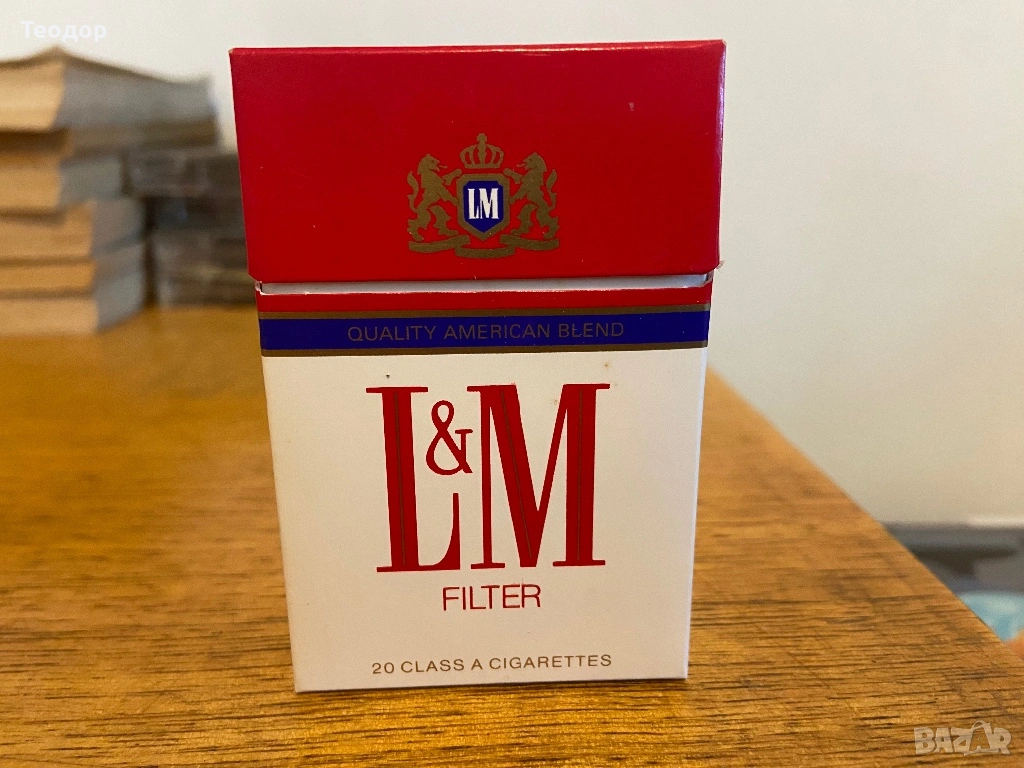 Теодор
LM
QUALITY AMERICAN BLEND
L&M
FILTER
20 CLASS A CIGARETTES
BAZAR